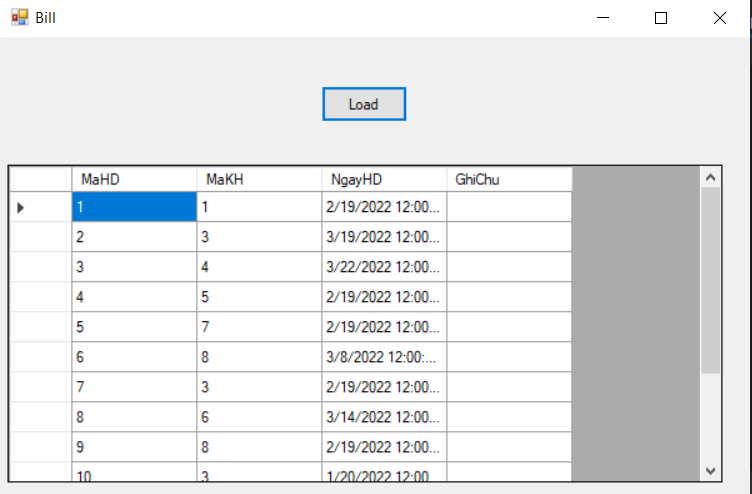 Bill
Load
MaHD MaKH NgayHD GhiChu
1 1 2/19/2022 12:00...
2 3 3/19/2022 12:00...
3 4 3/22/2022 12:00...
4 5 2/19/2022 12:00...
5 7 2/19/2022 12:00...
6 8 3/8/2022 12:00:...
7 3 2/19/2022 12:00...
8 6 3/14/2022 12:00...
9 8 2/19/2022 12:00...
10 3 1/20/2022 12:00